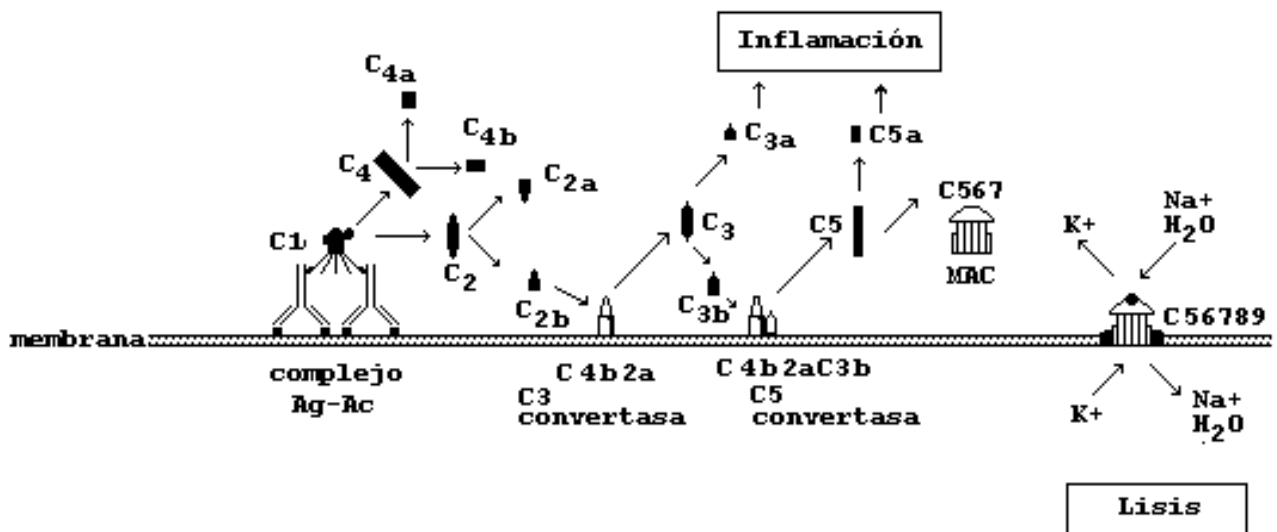 Inflamación
C4a
C4b
C4
C2a
C3a
C5a
C567
MAC
C1
C2
C2b
C3
C3b
C5
K+
Na+
H2O
C56789
membrana
complejo
Ag-Ac
C4b2a
C3
convertasa
C4b2aC3b
C5
convertasa
K+
Na+
H2O
Lisis